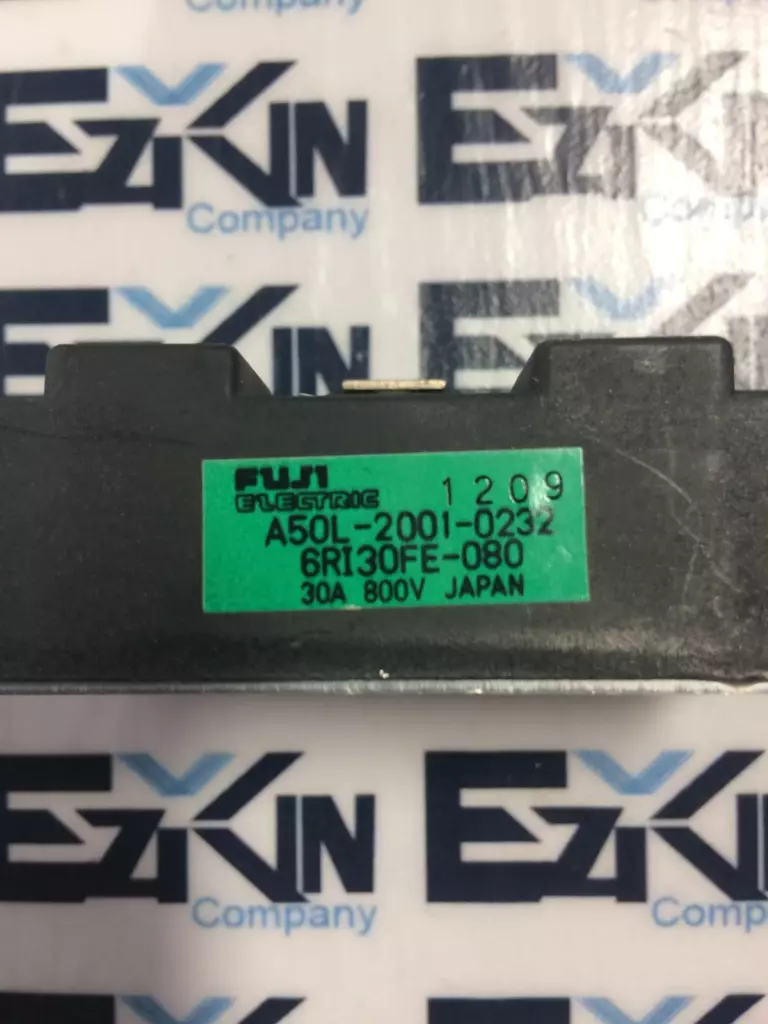 EZKIN
Company
EZKIN
Company
EZKIN
EZKIN
FUJI
ELECTRIC
1209
A50L-2001-0232
6RI30FE-080
30A 800V JAPAN
EZKIN
Company
EZKIN
Comp